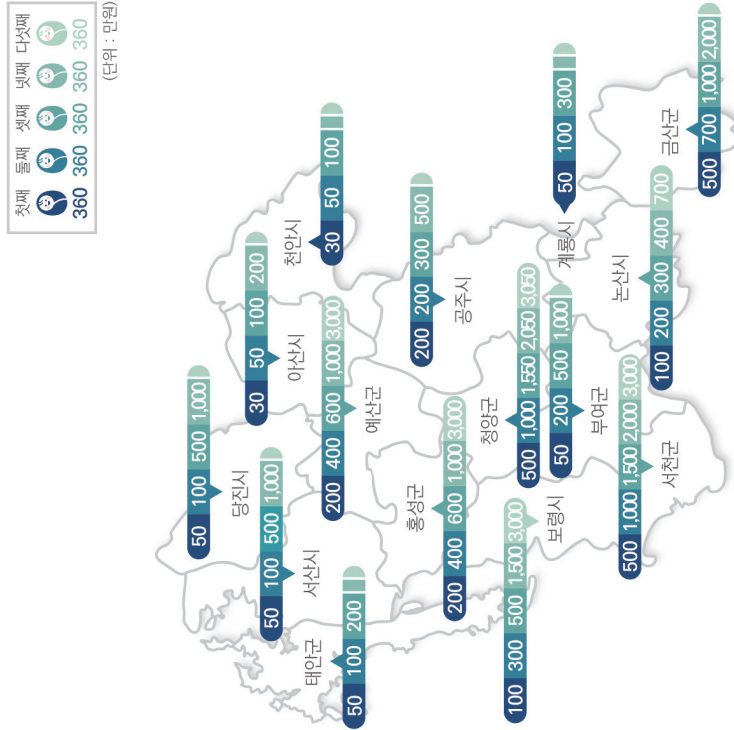 첫째 둘째 셋째 넷째 다섯째
360 360 360 360 360
(단위 : 만원)
당진시
50 100 500 1,000
아산시
30 50 100 200
천안시
30 50 100
서산시
50 100 500 1,000
태안군
50 100 200
예산군
200 400 600 1,000 3,000
홍성군
200 400 600 1,000 3,000
공주시
200 200 300 500
청양군
500 1,000 1,550 2,050 3,050
보령시
100 300 500 1,500 3,000
부여군
50 200 500 1,000
계룡시
50 100 300
논산시
100 200 300 400 700
서천군
500 1,000 1,500 2,000 3,000
금산군
500 700 1,000 2,000